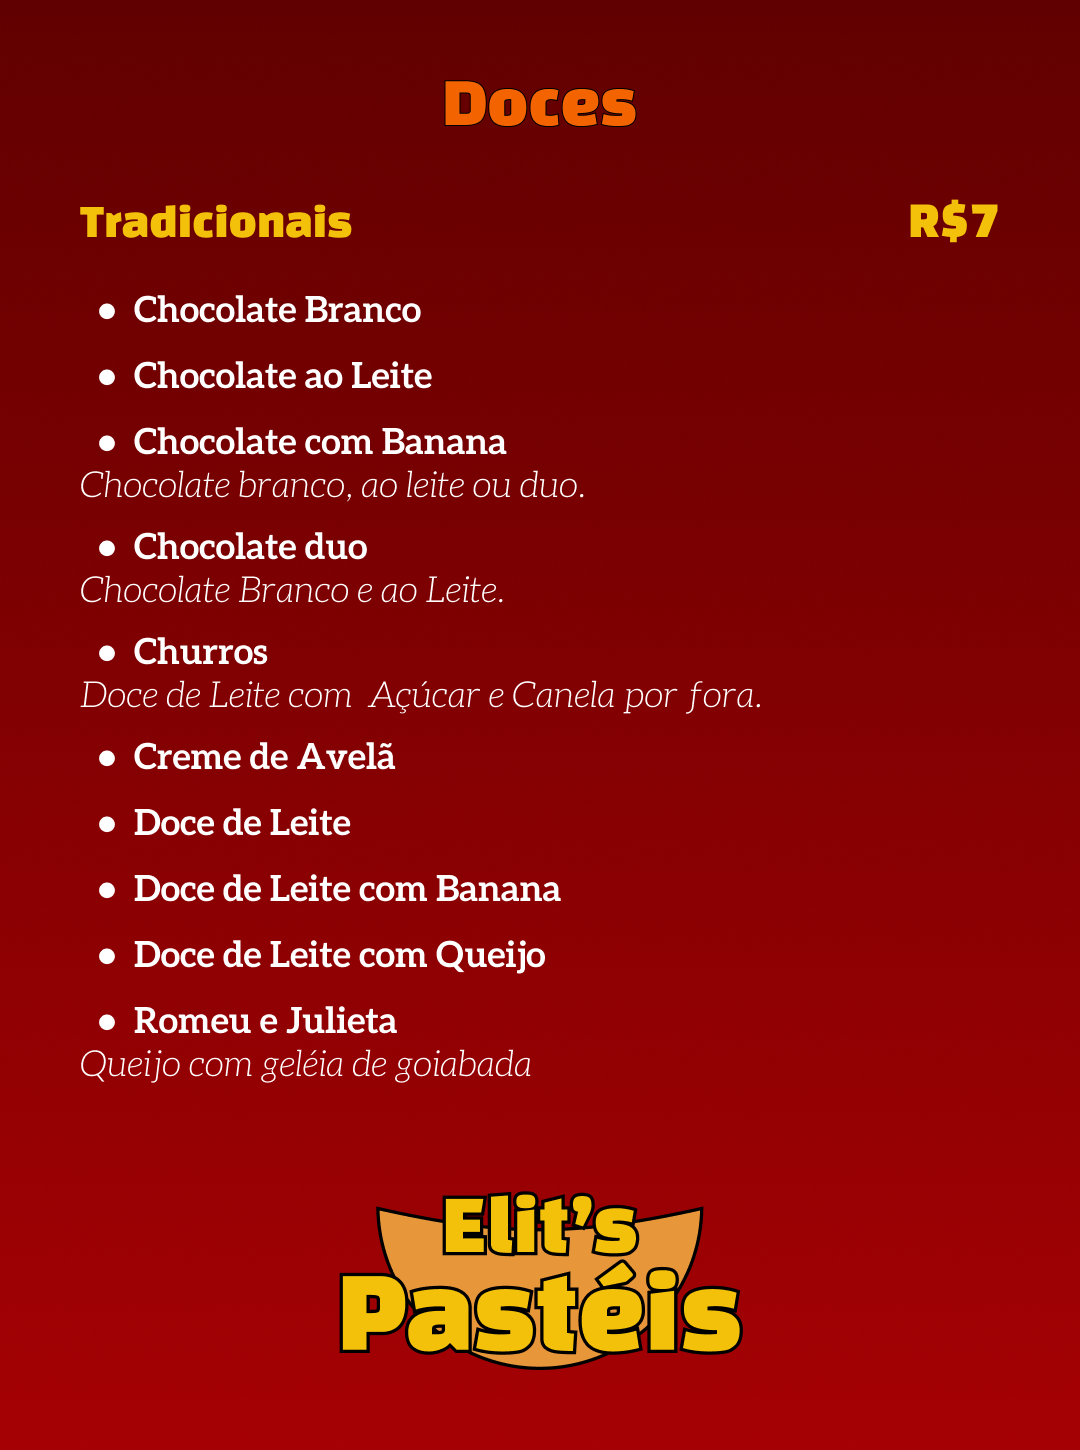 Doces
Tradicionais R$7
● Chocolate Branco
● Chocolate ao Leite
● Chocolate com Banana
Chocolate branco, ao leite ou duo.
● Chocolate duo
Chocolate Branco e ao Leite.
● Churros
Doce de Leite com  Açúcar e Canela por fora.
● Creme de Avelã
● Doce de Leite
● Doce de Leite com Banana
● Doce de Leite com Queijo
● Romeu e Julieta
Queijo com geléia de goiabada
Elit’s
Pastéis